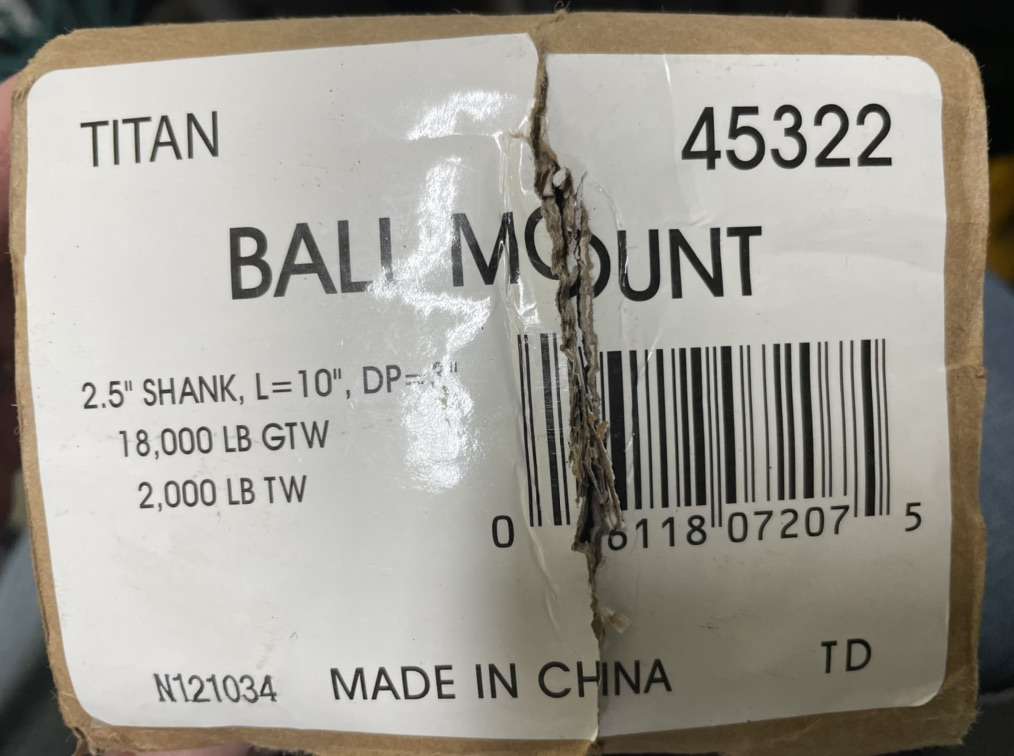 TITAN 45322
BALL MOUNT
2.5" SHANK, L=10", DP=
18,000 LB GTW
2,000 LB TW
0 6118 07207 5
N121034 MADE IN CHINA TD